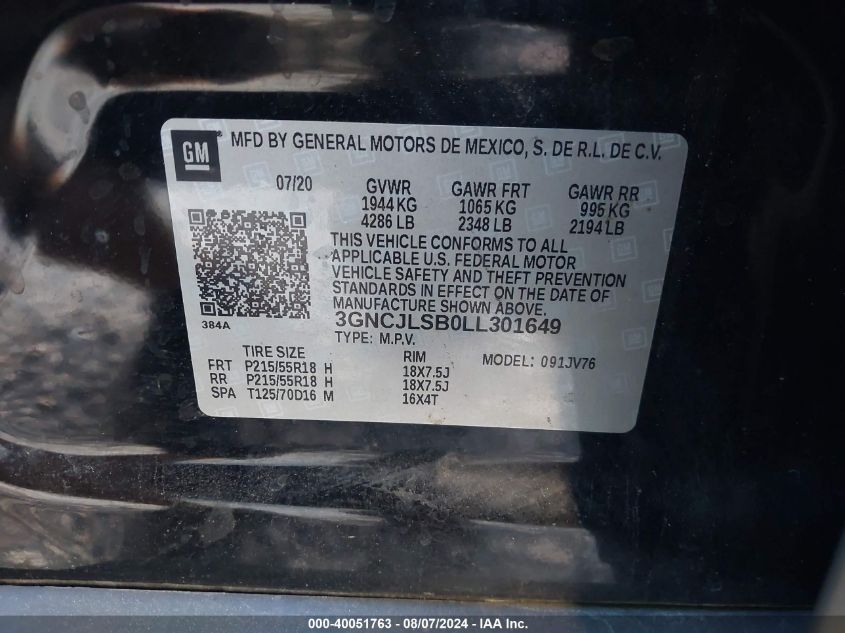 GM
MFD BY GENERAL MOTORS DE MEXICO, S. DE R.L. DE C.V.
07/20 GVWR GAWR FRT GAWR RR
1944 KG 1065 KG 995 KG
4286 LB 2348 LB 2194 LB
THIS VEHICLE CONFORMS TO ALL
APPLICABLE U.S. FEDERAL MOTOR
VEHICLE SAFETY AND THEFT PREVENTION
STANDARDS IN EFFECT ON THE DATE OF
MANUFACTURE SHOWN ABOVE.
384A 3GNCJLSB0LL301649
TYPE: M.P.V.
TIRE SIZE RIM MODEL: 091JV76
FRT P215/55R18 H 18X7.5J
RR P215/55R18 H 18X7.5J
SPA T125/70D16 M 16X4T
000-40051763 - 08/07/2024 - IAAI.com